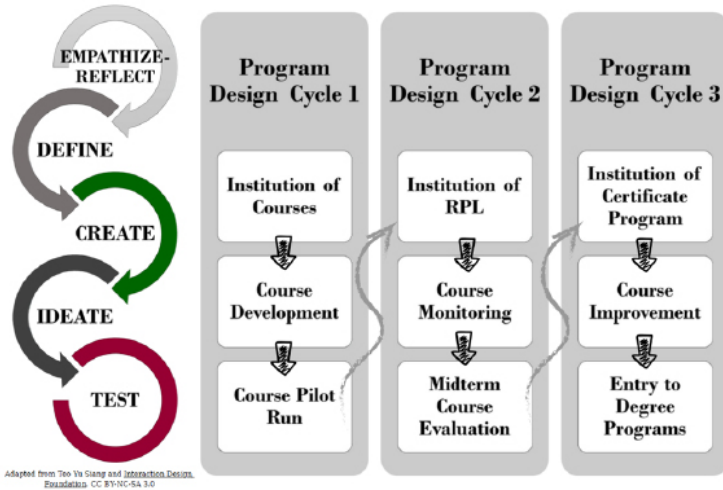 EMPATHIZE-
REFLECT
DEFINE
CREATE
IDEATE
TEST
Adapted from Teo Yu Siang and Interaction Design
Foundation. CC BY-NC-SA 3.0
Program
Design Cycle 1
Institution of
Courses
Course
Development
Course Pilot
Run
Program
Design Cycle 2
Institution of
RPL
Course
Monitoring
Midterm
Course
Evaluation
Program
Design Cycle 3
Institution of
Certificate
Program
Course
Improvement
Entry to
Degree
Programs